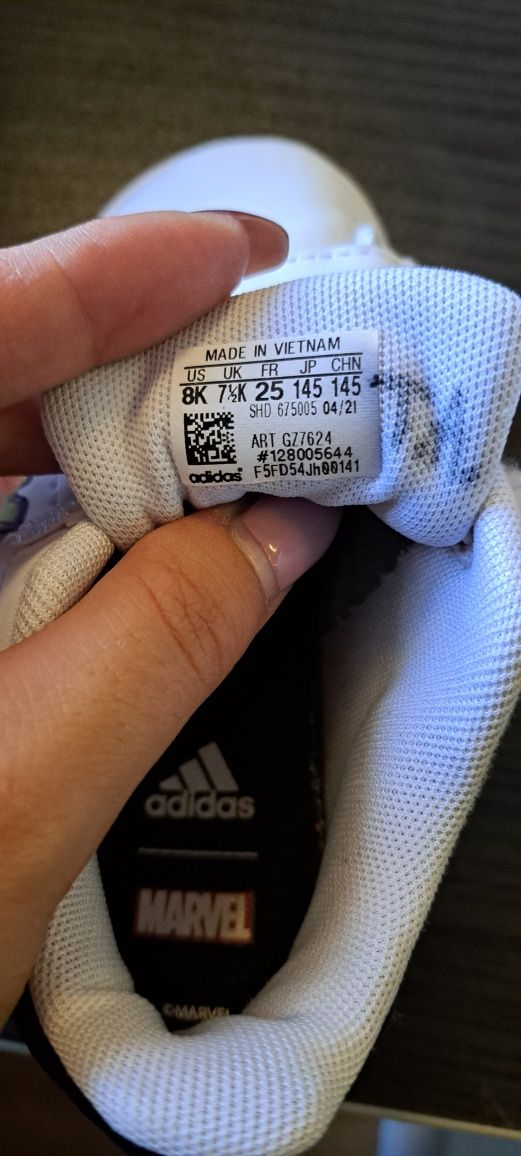 MADE IN VIETNAM
US UK FR JP CHN
8K 7½K 25 145 145
SHD 675005 04/21
ART GZ7624
#128005644
adidas F5FD54Jh00141
adidas
MARVEL
©MARVEL